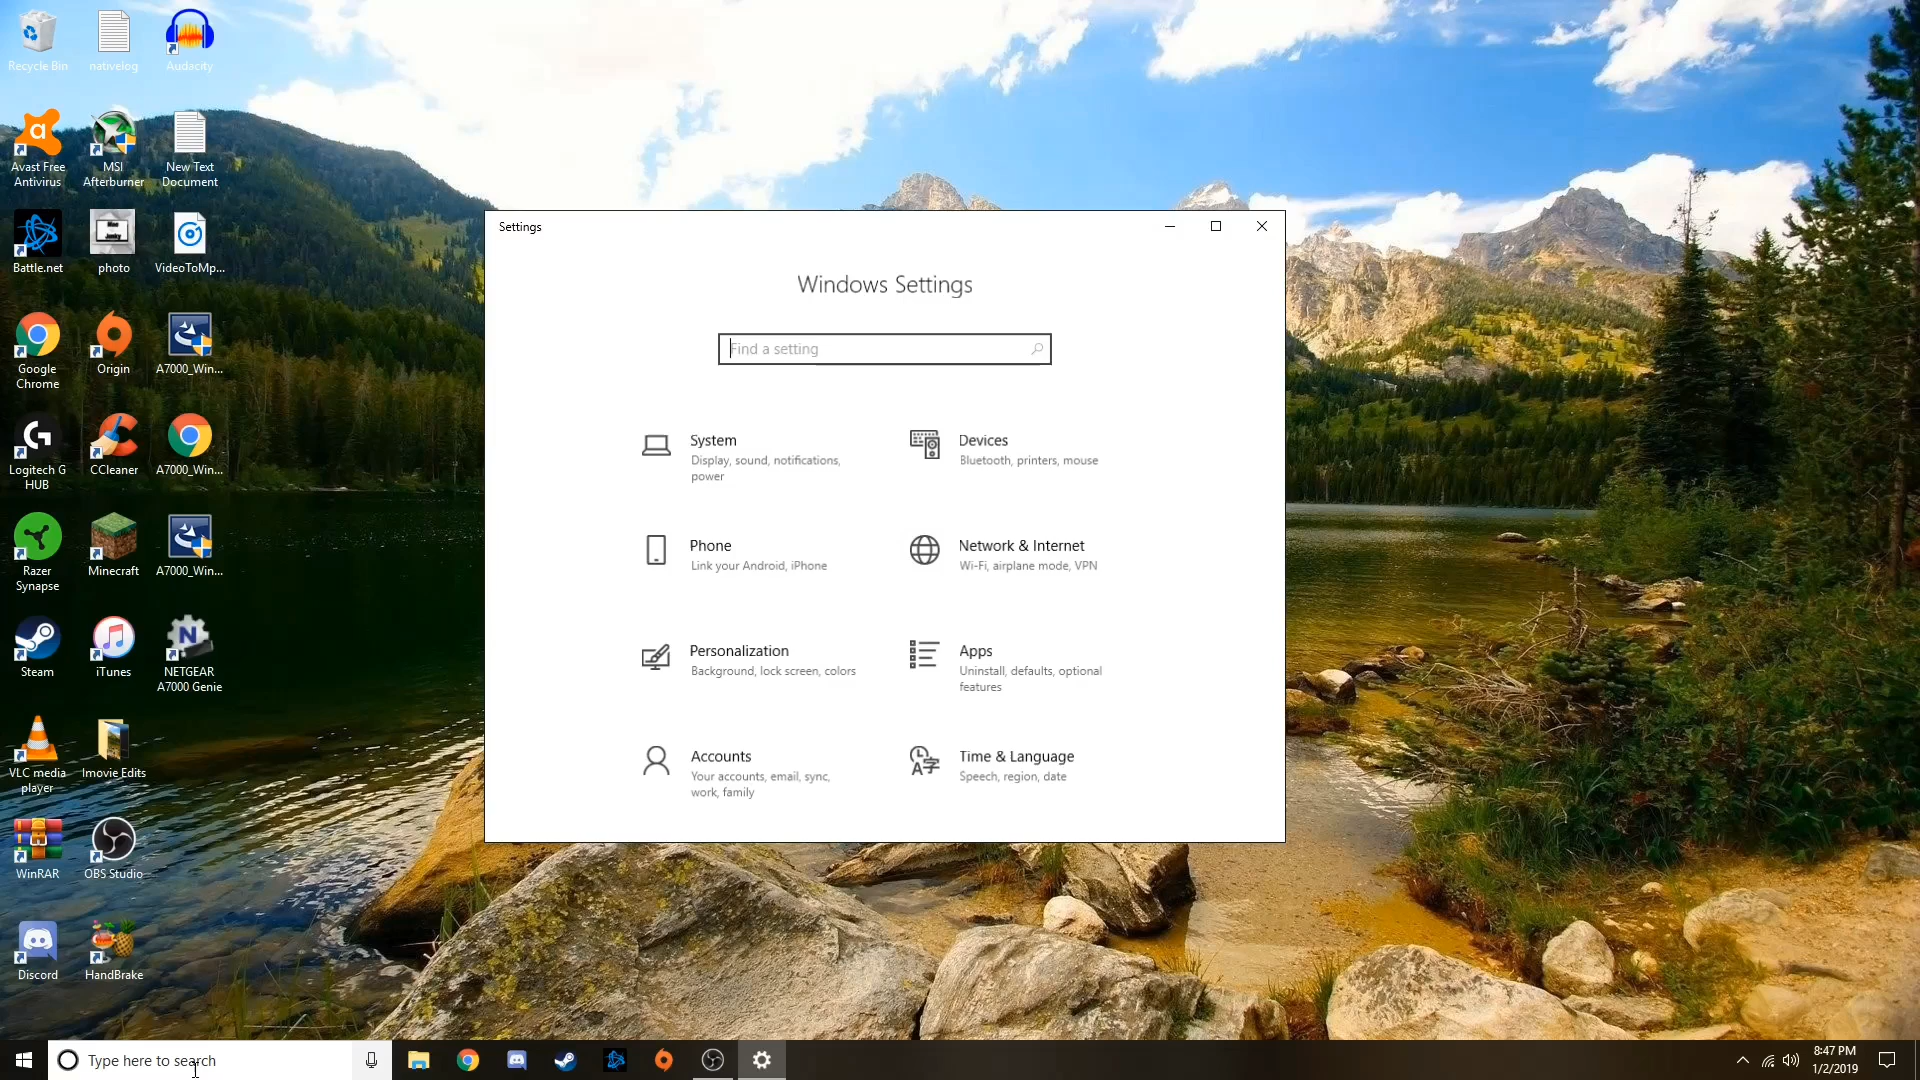 Recycle Bin
nativelog
Audacity
Avast Free
Antivirus
MSI
Afterburner
New Text
Document
Battle.net
photo
VideoToMp...
Google
Chrome
Origin
A7000_Win...
Logitech G
HUB
CCleaner
A7000_Win...
Razer
Synapse
Minecraft
A7000_Win...
Steam
iTunes
NETGEAR
A7000 Genie
VLC media
player
Imovie Edits
WinRAR
OBS Studio
Discord
HandBrake
Settings
Windows Settings
Find a setting
System
Display, sound, notifications,
power
Devices
Bluetooth, printers, mouse
Phone
Link your Android, iPhone
Network & Internet
Wi-Fi, airplane mode, VPN
Personalization
Background, lock screen, colors
Apps
Uninstall, defaults, optional
features
Accounts
Your accounts, email, sync,
work, family
Time & Language
Speech, region, date
Type here to search
8:47 PM
1/2/2019